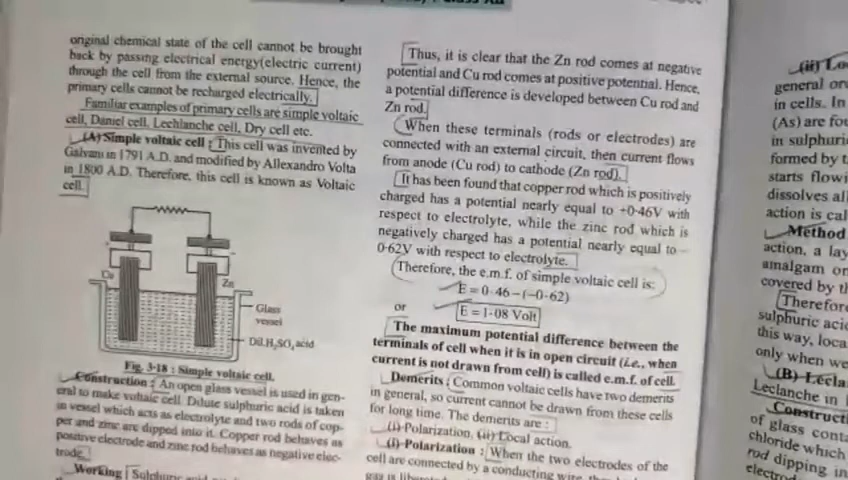 original chemical state of the cell cannot be brought
back by passing electrical energy(electric current)
through the cell from the external source. Hence, the
primary cells cannot be recharged electrically.
Familiar examples of primary cells are simple voltaic
cell, Daniel cell, Lechlanche cell, Dry cell etc.
(A) Simple voltaic cell : This cell was invented by
Galvani in 1791 A.D. and modified by Allexandro Volta
in 1800 A.D. Therefore, this cell is known as Voltaic
cell.
Cu
Zn
Glass
vessel
Dil.H₂SO₄ acid
Fig. 3·18 : Simple voltaic cell.
Construction : An open glass vessel is used in gen-
eral to make voltaic cell. Dilute sulphuric acid is taken
in vessel which acts as electrolyte and two rods of cop-
per and zinc are dipped into it. Copper rod behaves as
positive electrode and zinc rod behaves as negative elec-
trode.
Working : Sulphuric
Thus, it is clear that the Zn rod comes at negative
potential and Cu rod comes at positive potential. Hence,
a potential difference is developed between Cu rod and
Zn rod.
When these terminals (rods or electrodes) are
connected with an external circuit, then current flows
from anode (Cu rod) to cathode (Zn rod).
It has been found that copper rod which is positively
charged has a potential nearly equal to +0·46V with
respect to electrolyte, while the zinc rod which is
negatively charged has a potential nearly equal to –
0·62V with respect to electrolyte.
Therefore, the e.m.f. of simple voltaic cell is:
E = 0·46 – (–0·62)
or E = 1·08 Volt
The maximum potential difference between the
terminals of cell when it is in open circuit (i.e., when
current is not drawn from cell) is called e.m.f. of cell.
Demerits : Common voltaic cells have two demerits
in general, so current cannot be drawn from these cells
for long time. The demerits are :
(i) Polarization, (ii) Local action.
(i) Polarization : When the two electrodes of the
cell are connected by a conducting wire,
gas is
(ii) Lo
general
in cells. In
(As) are fou
in sulphuri
formed by
starts flowi
dissolves al
action is cal
Method
action, a lay
amalgam on
covered by th
Therefore
sulphuric acid
this way, loca
only when we
(B) Lecla
Leclanche in
Constructi
of glass conta
chloride which
rod dipping in
electrod